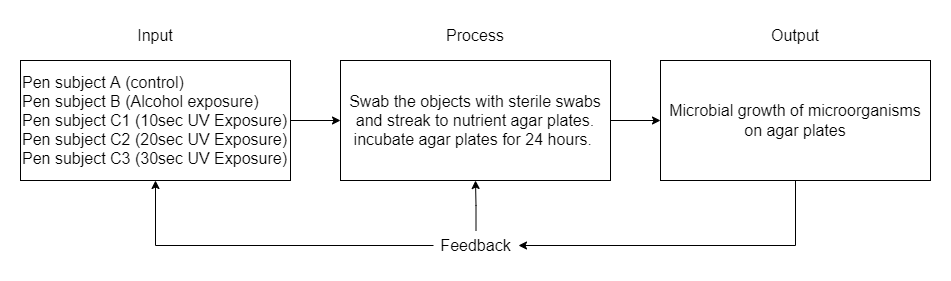 Input
Process
Output
Pen subject A (control)
Pen subject B (Alcohol exposure)
Pen subject C1 (10sec UV Exposure)
Pen subject C2 (20sec UV Exposure)
Pen subject C3 (30sec UV Exposure)
Swab the objects with sterile swabs
and streak to nutrient agar plates.
incubate agar plates for 24 hours.
Microbial growth of microorganisms
on agar plates
Feedback